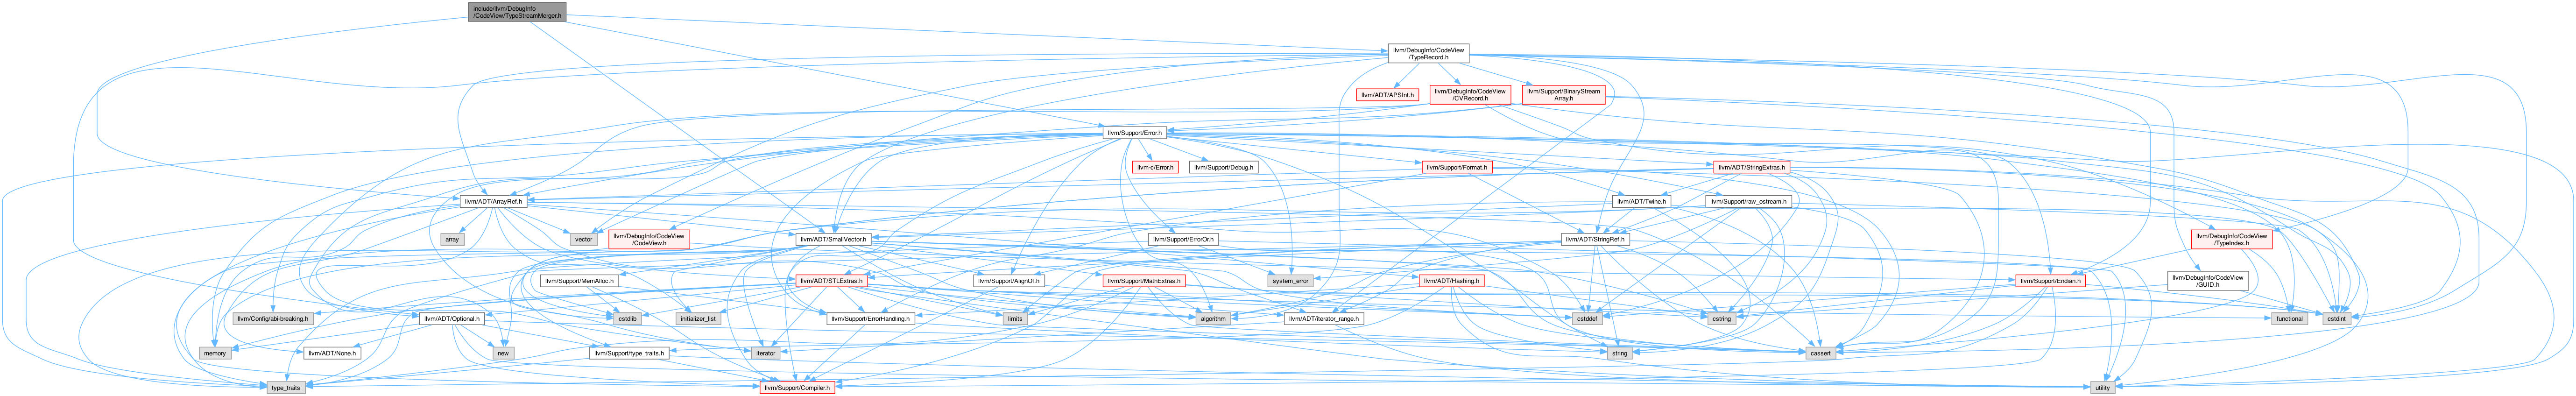 include/llvm/DebugInfo
/CodeView/TypeStreamMerger.h
llvm/DebugInfo/CodeView
/TypeRecord.h
llvm/ADT/APSInt.h
llvm/DebugInfo/CodeView
/CVRecord.h
llvm/Support/BinaryStream
Array.h
llvm/Support/Error.h
llvm-c/Error.h
llvm/Support/Debug.h
llvm/Support/Format.h
llvm/ADT/StringExtras.h
llvm/ADT/ArrayRef.h
llvm/ADT/Twine.h
llvm/Support/raw_ostream.h
array
vector
llvm/DebugInfo/CodeView
/CodeView.h
llvm/ADT/SmallVector.h
llvm/Support/ErrorOr.h
llvm/ADT/StringRef.h
llvm/DebugInfo/CodeView
/TypeIndex.h
llvm/Support/MemAlloc.h
llvm/ADT/STLExtras.h
llvm/Support/AlignOf.h
llvm/Support/MathExtras.h
system_error
llvm/ADT/Hashing.h
llvm/Support/Endian.h
llvm/DebugInfo/CodeView
/GUID.h
llvm/Config/abi-breaking.h
llvm/ADT/Optional.h
cstdlib
initializer_list
llvm/Support/ErrorHandling.h
limits
algorithm
llvm/ADT/iterator_range.h
cstddef
cstring
functional
cstdint
memory
llvm/ADT/None.h
new
llvm/Support/type_traits.h
iterator
string
cassert
type_traits
llvm/Support/Compiler.h
utility